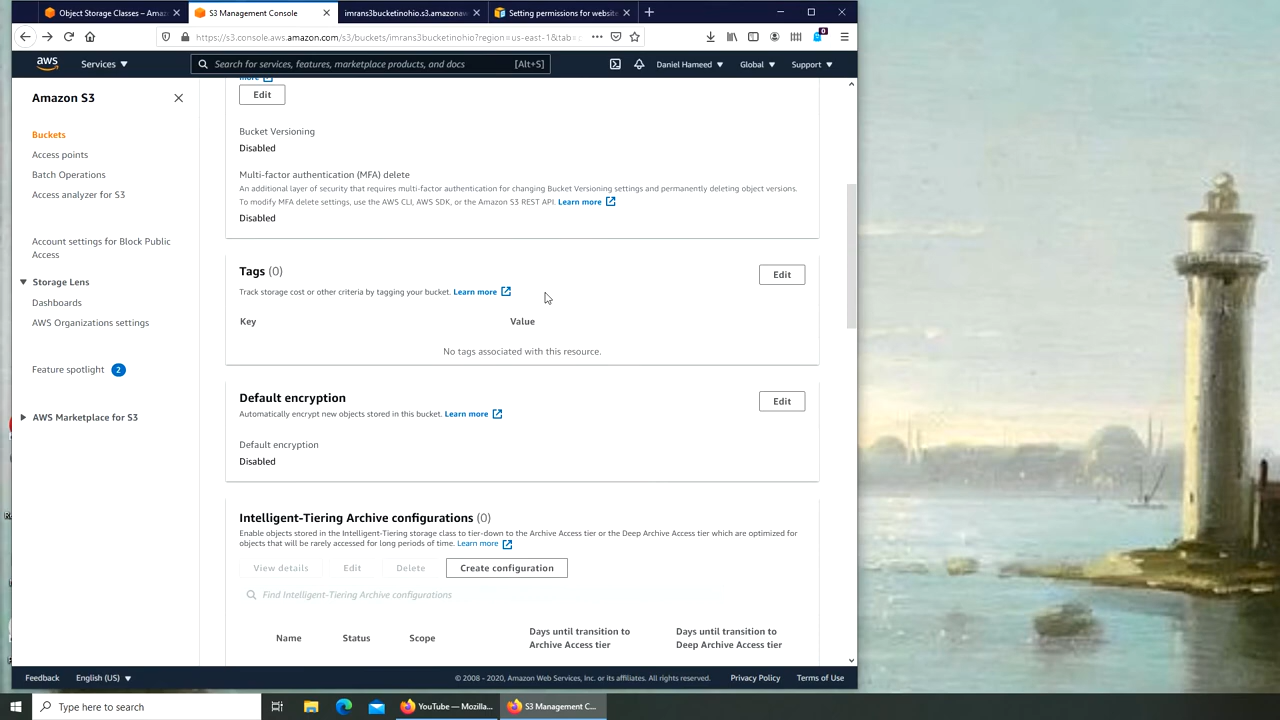 Object Storage Classes – Amaz
S3 Management Console
imrans3bucketinohio.s3.amazonaw
Setting permissions for website
https://s3.console.aws.amazon.com/s3/buckets/imrans3bucketinohio?region=us-east-1&tab=c
0
aws
Services
Search for services, features, marketplace products, and docs
[Alt+S]
Daniel Hameed
Global
Support
Amazon S3
Buckets
Access points
Batch Operations
Access analyzer for S3
Account settings for Block Public
Access
Storage Lens
Dashboards
AWS Organizations settings
Feature spotlight
2
AWS Marketplace for S3
more
Edit
Bucket Versioning
Disabled
Multi-factor authentication (MFA) delete
An additional layer of security that requires multi-factor authentication for changing Bucket Versioning settings and permanently deleting object versions.
To modify MFA delete settings, use the AWS CLI, AWS SDK, or the Amazon S3 REST API. Learn more
Disabled
Tags (0)
Edit
Track storage cost or other criteria by tagging your bucket. Learn more
Key
Value
No tags associated with this resource.
Default encryption
Edit
Automatically encrypt new objects stored in this bucket. Learn more
Default encryption
Disabled
Intelligent-Tiering Archive configurations (0)
Enable objects stored in the Intelligent-Tiering storage class to tier-down to the Archive Access tier or the Deep Archive Access tier which are optimized for
objects that will be rarely accessed for long periods of time. Learn more
View details
Edit
Delete
Create configuration
Find Intelligent-Tiering Archive configurations
Name
Status
Scope
Days until transition to
Archive Access tier
Days until transition to
Deep Archive Access tier
Feedback
English (US)
© 2008 - 2020, Amazon Web Services, Inc. or its affiliates. All rights reserved.
Privacy Policy
Terms of Use
Type here to search
YouTube — Mozilla...
S3 Management C...